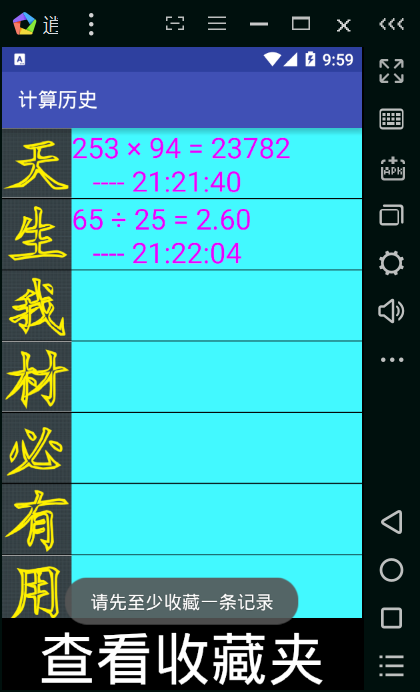 9:59
计算历史
天
253 × 94 = 23782
---- 21:21:40
生
65 ÷ 25 = 2.60
---- 21:22:04
我
材
必
有
用
请先至少收藏一条记录
查看收藏夹
APK
A